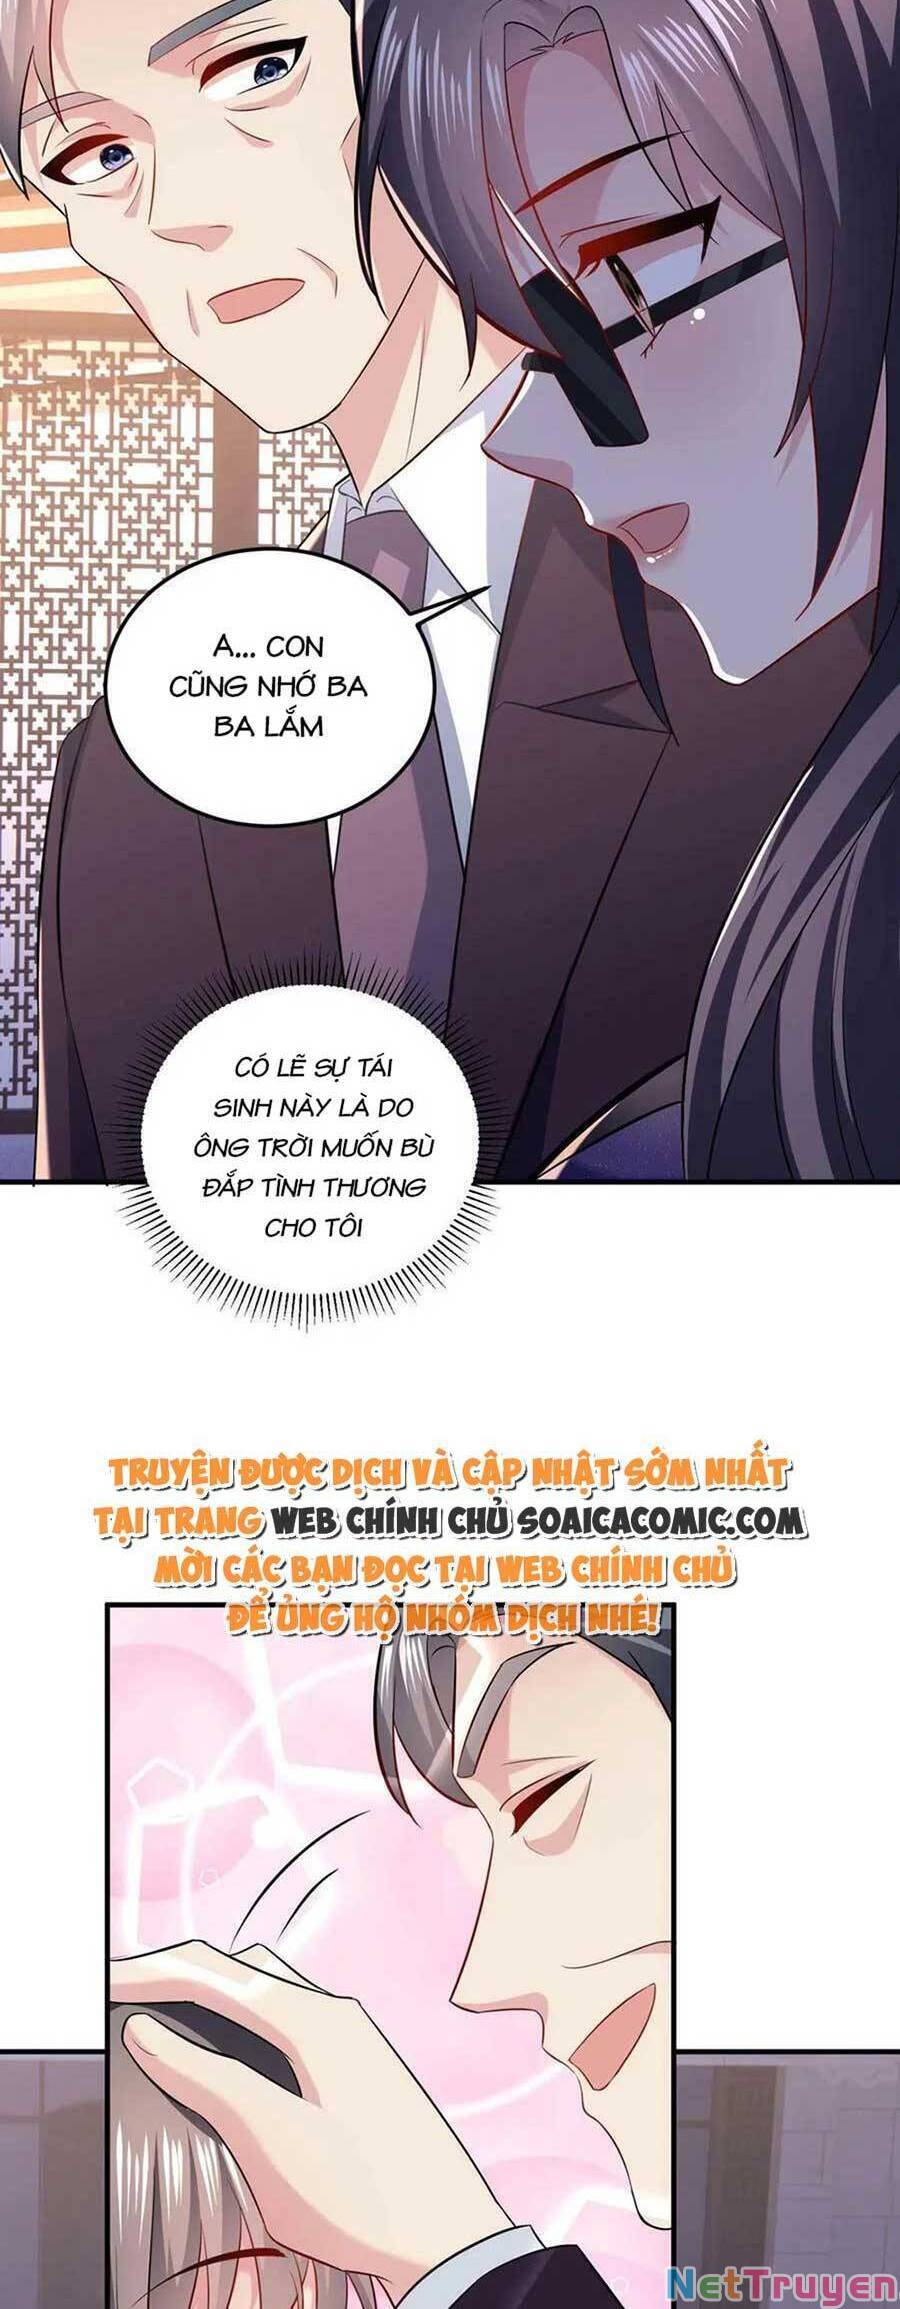 A... CON
CŨNG NHỚ BA
BA LẮM
CÓ LẼ SỰ TÁI
SINH NÀY LÀ DO
ÔNG TRỜI MUỐN BÙ
ĐẮP TÌNH THƯƠNG
CHO TÔI
TRUYỆN ĐƯỢC DỊCH VÀ CẬP NHẬT SỚM NHẤT
TẠI TRANG WEB CHÍNH CHỦ SOAICACOMIC.COM
MỜI CÁC BẠN ĐỌC TẠI WEB CHÍNH CHỦ
ĐỂ ỦNG HỘ NHÓM DỊCH NHÉ!
NetTruyen